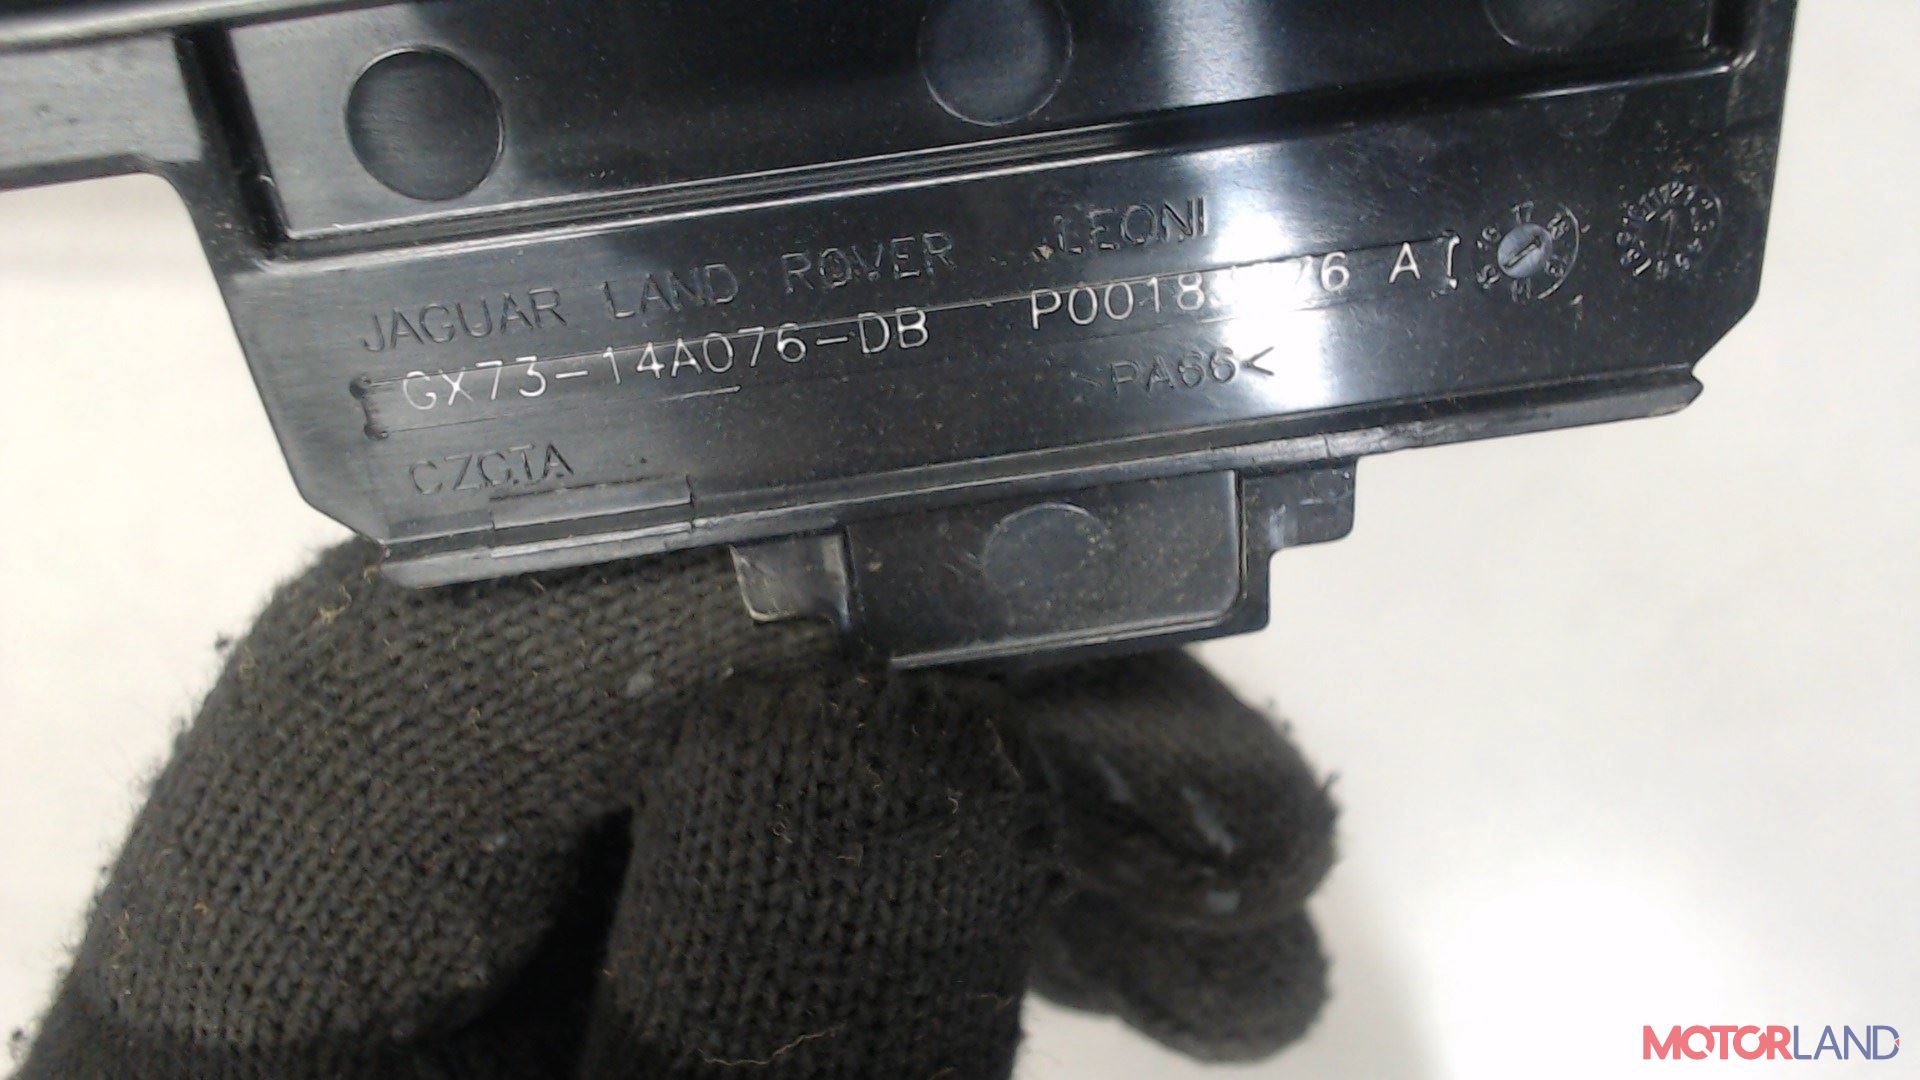 JAGUAR LAND ROVER LEONI
GX73-14A076-DB A
>PA66<
CZCTA
MOTORLAND